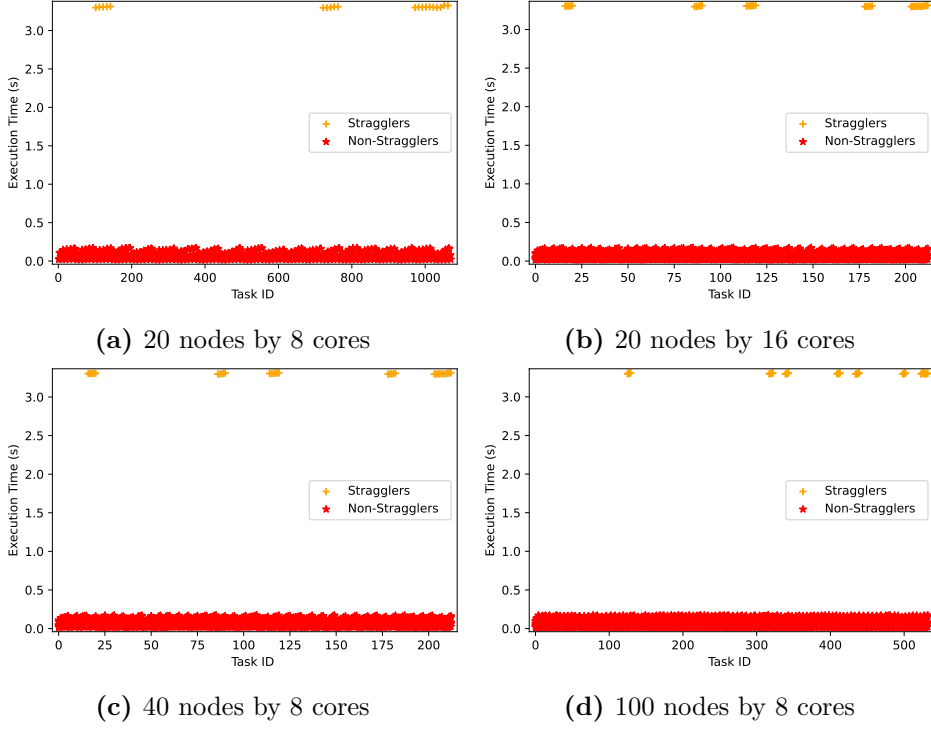 3.0
2.5
2.0
1.5
1.0
0.5
0.0
Execution Time (s)
Stragglers
Non-Stragglers
0 200 400 600 800 1000
Task ID
(a) 20 nodes by 8 cores
3.0
2.5
2.0
1.5
1.0
0.5
0.0
Execution Time (s)
Stragglers
Non-Stragglers
0 25 50 75 100 125 150 175 200
Task ID
(b) 20 nodes by 16 cores
3.0
2.5
2.0
1.5
1.0
0.5
0.0
Execution Time (s)
Stragglers
Non-Stragglers
0 25 50 75 100 125 150 175 200
Task ID
(c) 40 nodes by 8 cores
3.0
2.5
2.0
1.5
1.0
0.5
0.0
Execution Time (s)
Stragglers
Non-Stragglers
0 100 200 300 400 500
Task ID
(d) 100 nodes by 8 cores